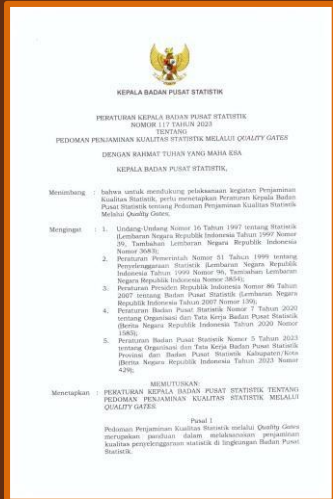 KEPALA BADAN PUSAT STATISTIK
PERATURAN KEPALA BADAN PUSAT STATISTIK
NOMOR 117 TAHUN 2023
TENTANG
PEDOMAN PENJAMINAN KUALITAS STATISTIK MELALUI QUALITY GATES
DENGAN RAHMAT TUHAN YANG MAHA ESA
KEPALA BADAN PUSAT STATISTIK,
Menimbang : bahwa untuk mendukung pelaksanaan kegiatan Penjaminan
Kualitas Statistik, perlu menetapkan Peraturan Kepala Badan
Pusat Statistik tentang Pedoman Penjaminan Kualitas Statistik
Melalui Quality Gates;
Mengingat : 1. Undang-Undang Nomor 16 Tahun 1997 tentang Statistik
(Lembaran Negara Republik Indonesia Tahun 1997 Nomor
39, Tambahan Lembaran Negara Republik Indonesia
Nomor 3683);
2. Peraturan Pemerintah Nomor 51 Tahun 1999 tentang
Penyelenggaraan Statistik (Lembaran Negara Republik
Indonesia Tahun 1999 Nomor 96, Tambahan Lembaran
Negara Republik Indonesia Nomor 3854);
3. Peraturan Presiden Republik Indonesia Nomor 86 Tahun
2007 tentang Badan Pusat Statistik (Lembaran Negara
Republik Indonesia Tahun 2007 Nomor 139);
4. Peraturan Badan Pusat Statistik Nomor 7 Tahun 2020
tentang Organisasi dan Tata Kerja Badan Pusat Statistik
(Berita Negara Republik Indonesia Tahun 2020 Nomor
1585);
5. Peraturan Badan Pusat Statistik Nomor 5 Tahun 2023
tentang Organisasi dan Tata Kerja Badan Pusat Statistik
Provinsi dan Badan Pusat Statistik Kabupaten/Kota
(Berita Negara Republik Indonesia Tahun 2023 Nomor
429);
MEMUTUSKAN:
Menetapkan : PERATURAN KEPALA BADAN PUSAT STATISTIK TENTANG
PEDOMAN PENJAMINAN KUALITAS STATISTIK MELALUI
QUALITY GATES.
Pasal 1
Pedoman Penjaminan Kualitas Statistik melalui Quality Gates
merupakan panduan dalam melaksanakan penjaminan
kualitas penyelenggaraan statistik di lingkungan Badan Pusat
Statistik.